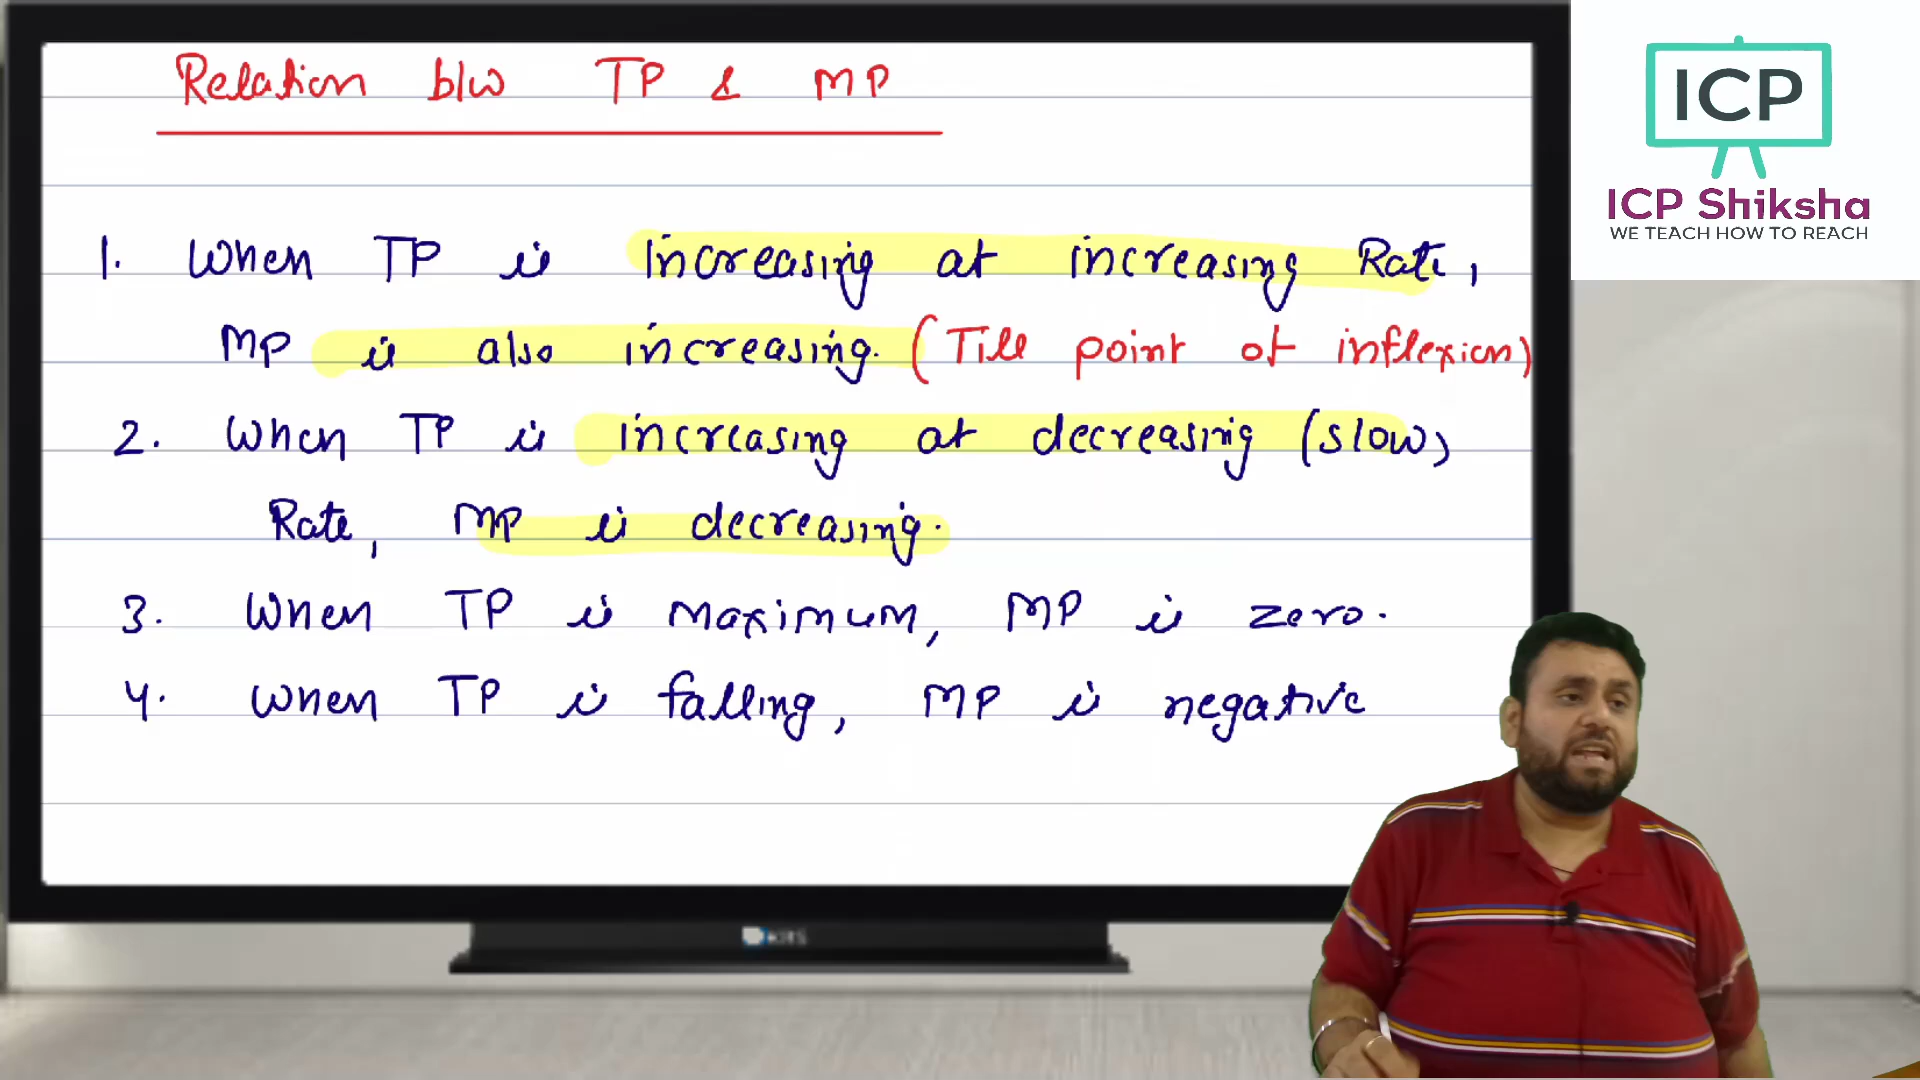 Relation b/w TP & MP
1. When TP is increasing at increasing Rate,
MP is also increasing. (Till point of inflexion)
2. When TP is increasing at decreasing (slow)
Rate, MP is decreasing.
3. When TP is maximum, MP is zero.
4. When TP is falling, MP is negative
ICP
ICP Shiksha
WE TEACH HOW TO REACH